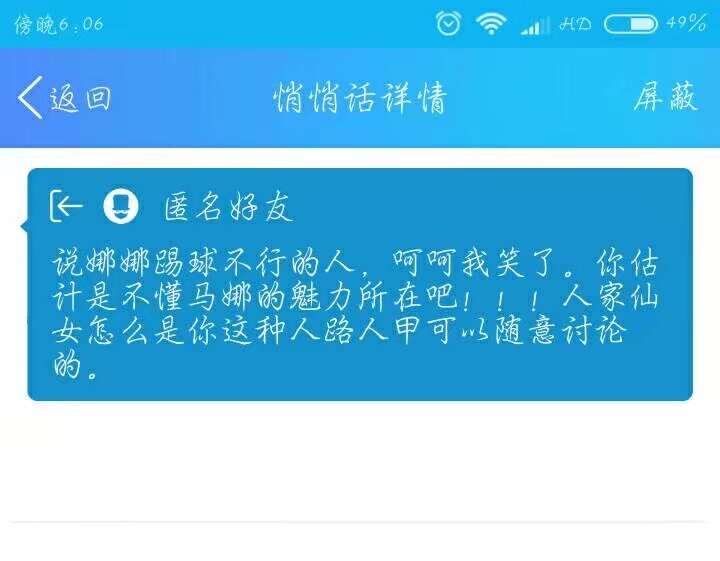 傍晚6:06 HD 49%
返回 悄悄话详情 屏蔽
匿名好友
说娜娜踢球不行的人，呵呵我笑了。你估
计是不懂马娜的魅力所在吧！！！人家仙
女怎么是你这种人路人甲可以随意讨论
的。